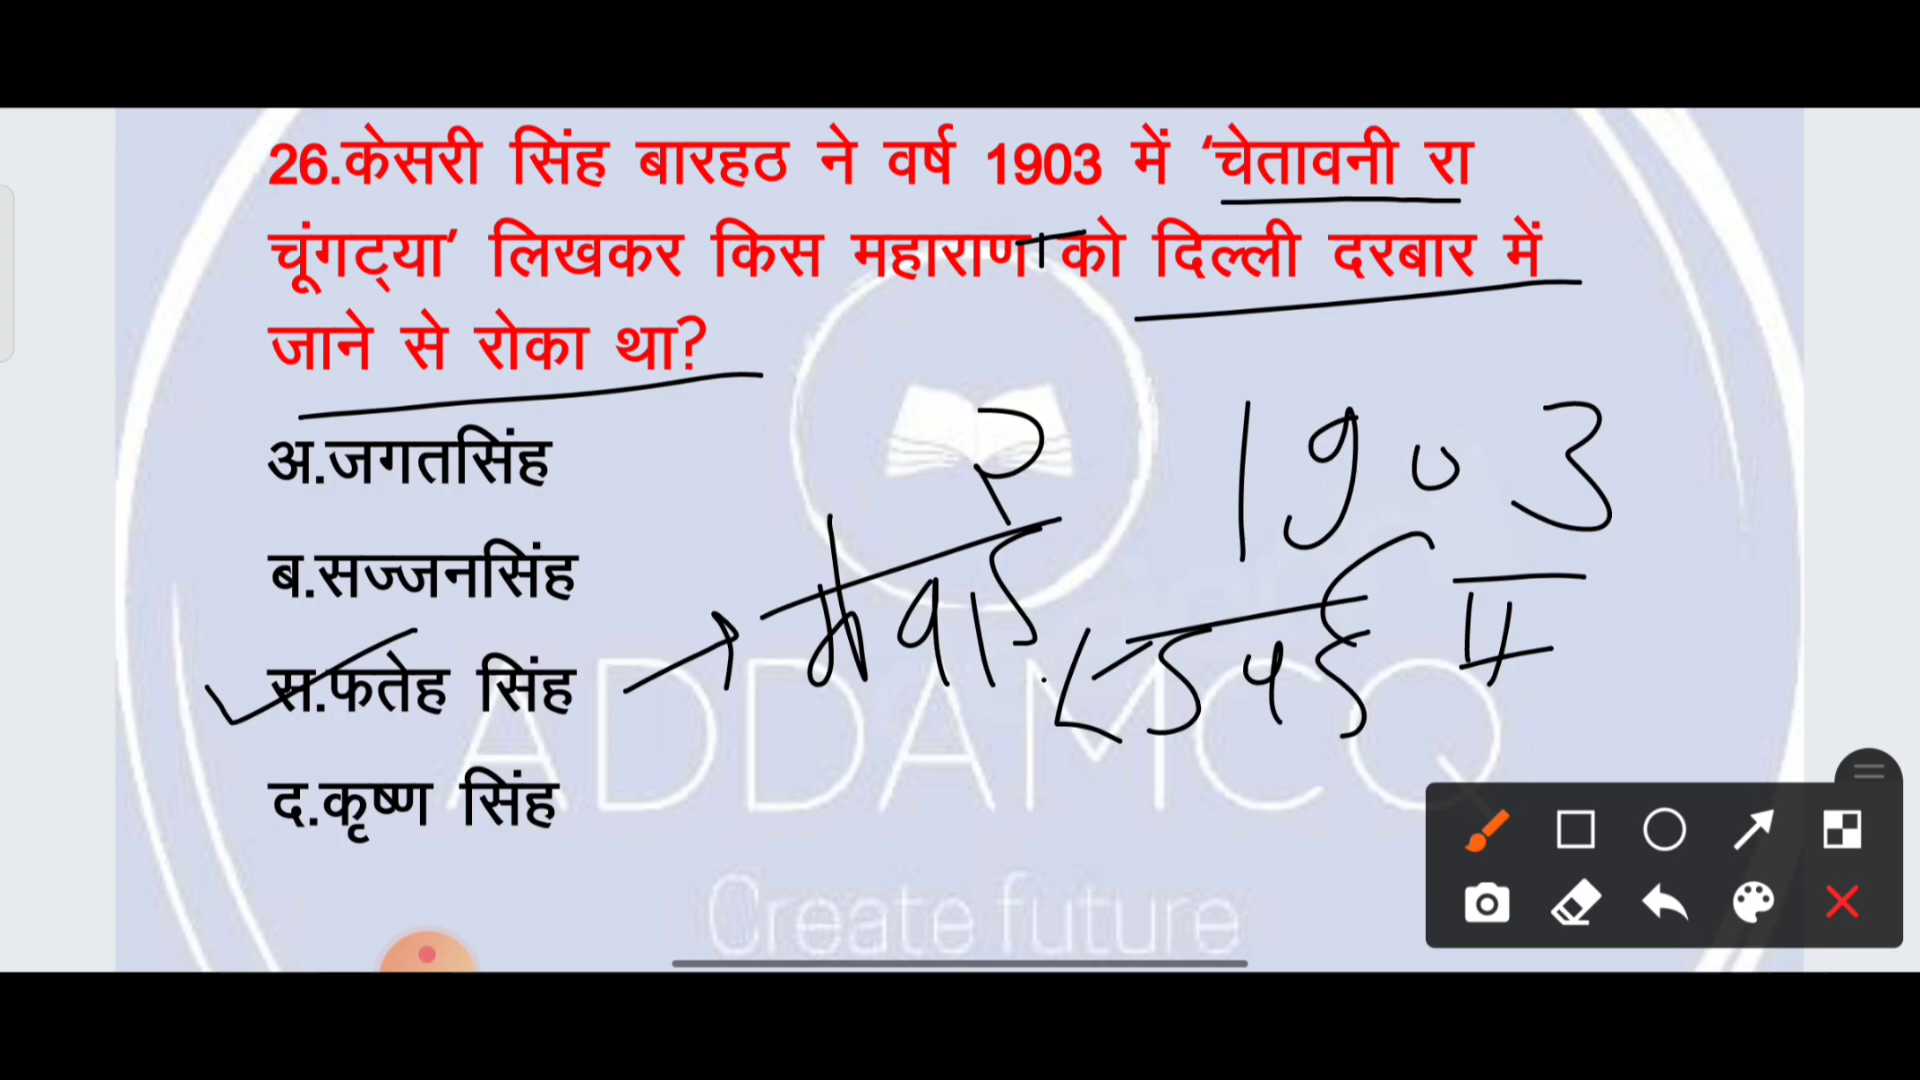 26.केसरी सिंह बारहठ ने वर्ष 1903 में ‘चेतावनी रा
चूंगट्या’ लिखकर किस महाराणा को दिल्ली दरबार में
जाने से रोका था?
अ.जगतसिंह
1903
ब.सज्जनसिंह
स.फतेह सिंह
मेवाड़
द.कृष्ण सिंह
ADDAMCQ
Create future